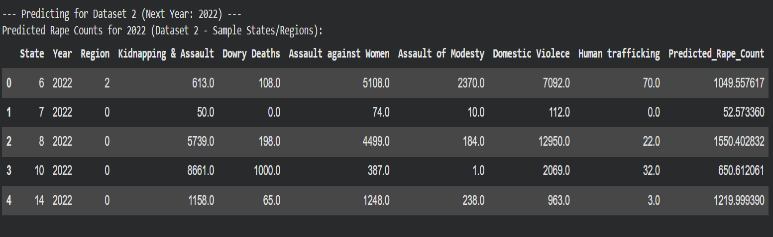 --- Predicting for Dataset 2 (Next Year: 2022) ---
Predicted Rape Counts for 2022 (Dataset 2 - Sample States/Regions):
State Year Region Kidnapping & Assault Dowry Deaths Assault against Women Assault of Modesty Domestic Violece Human trafficking Predicted_Rape_Count
0 6 2022 2 613.0 108.0 5108.0 2370.0 7092.0 70.0 1049.557617
1 7 2022 0 50.0 0.0 74.0 10.0 112.0 0.0 52.573360
2 8 2022 0 5739.0 198.0 4499.0 184.0 12950.0 22.0 1550.402832
3 10 2022 0 8661.0 1000.0 387.0 1.0 2069.0 32.0 650.612061
4 14 2022 0 1158.0 65.0 1248.0 238.0 963.0 3.0 1219.999390